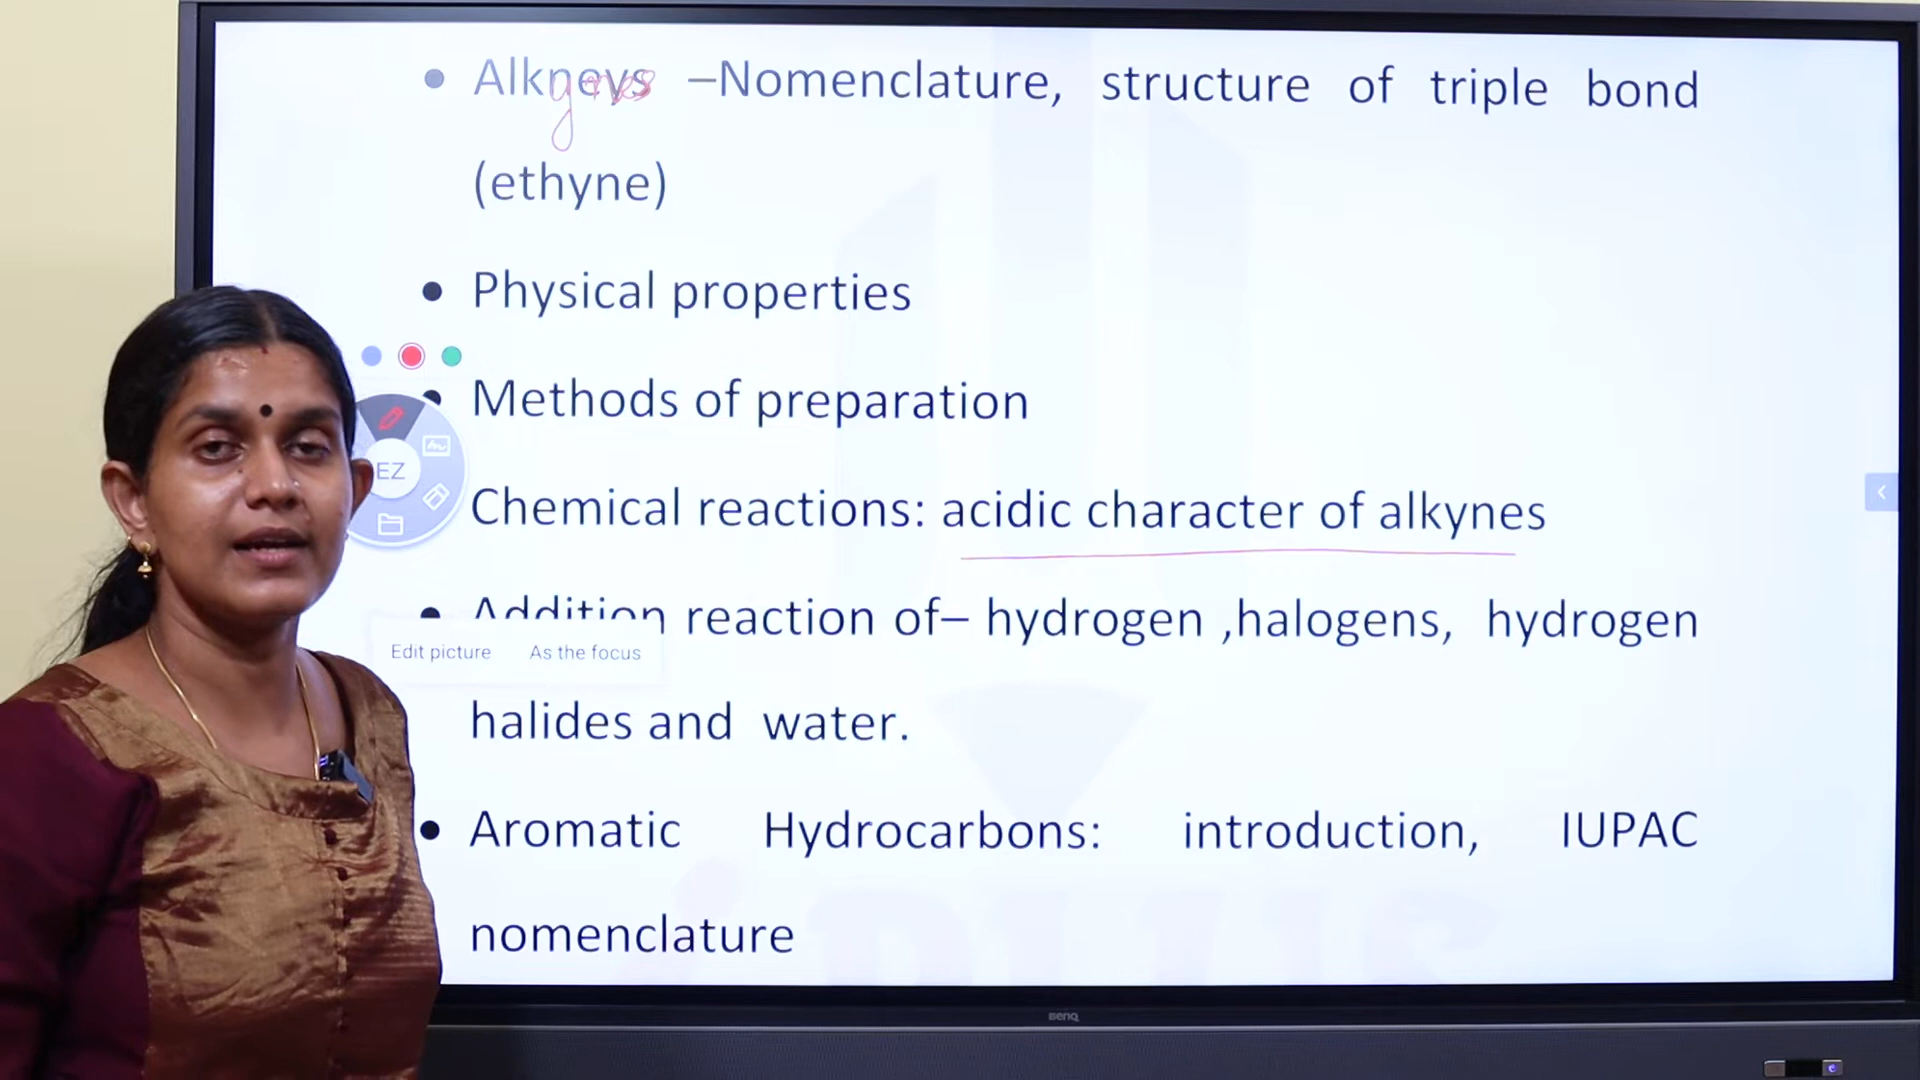 • Alkneys –Nomenclature, structure of triple bond
ynes
(ethyne)
• Physical properties
• Methods of preparation
EZ
Chemical reactions: acidic character of alkynes
• Addition reaction of– hydrogen ,halogens, hydrogen
Edit picture As the focus
halides and water.
• Aromatic Hydrocarbons: introduction, IUPAC
nomenclature
BenQ